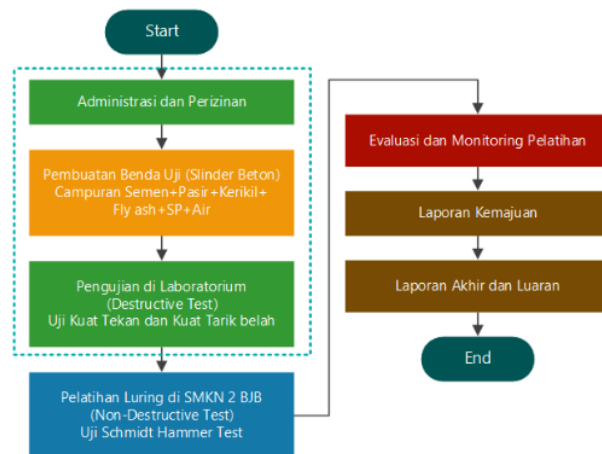 Start
Administrasi dan Perizinan
Pembuatan Benda Uji (Slinder Beton)
Campuran Semen+Pasir+Kerikil+
Fly ash+SP+Air
Pengujian di Laboratorium
(Destructive Test)
Uji Kuat Tekan dan Kuat Tarik belah
Pelatihan Luring di SMKN 2 BJB
(Non-Destructive Test)
Uji Schmidt Hammer Test
Evaluasi dan Monitoring Pelatihan
Laporan Kemajuan
Laporan Akhir dan Luaran
End